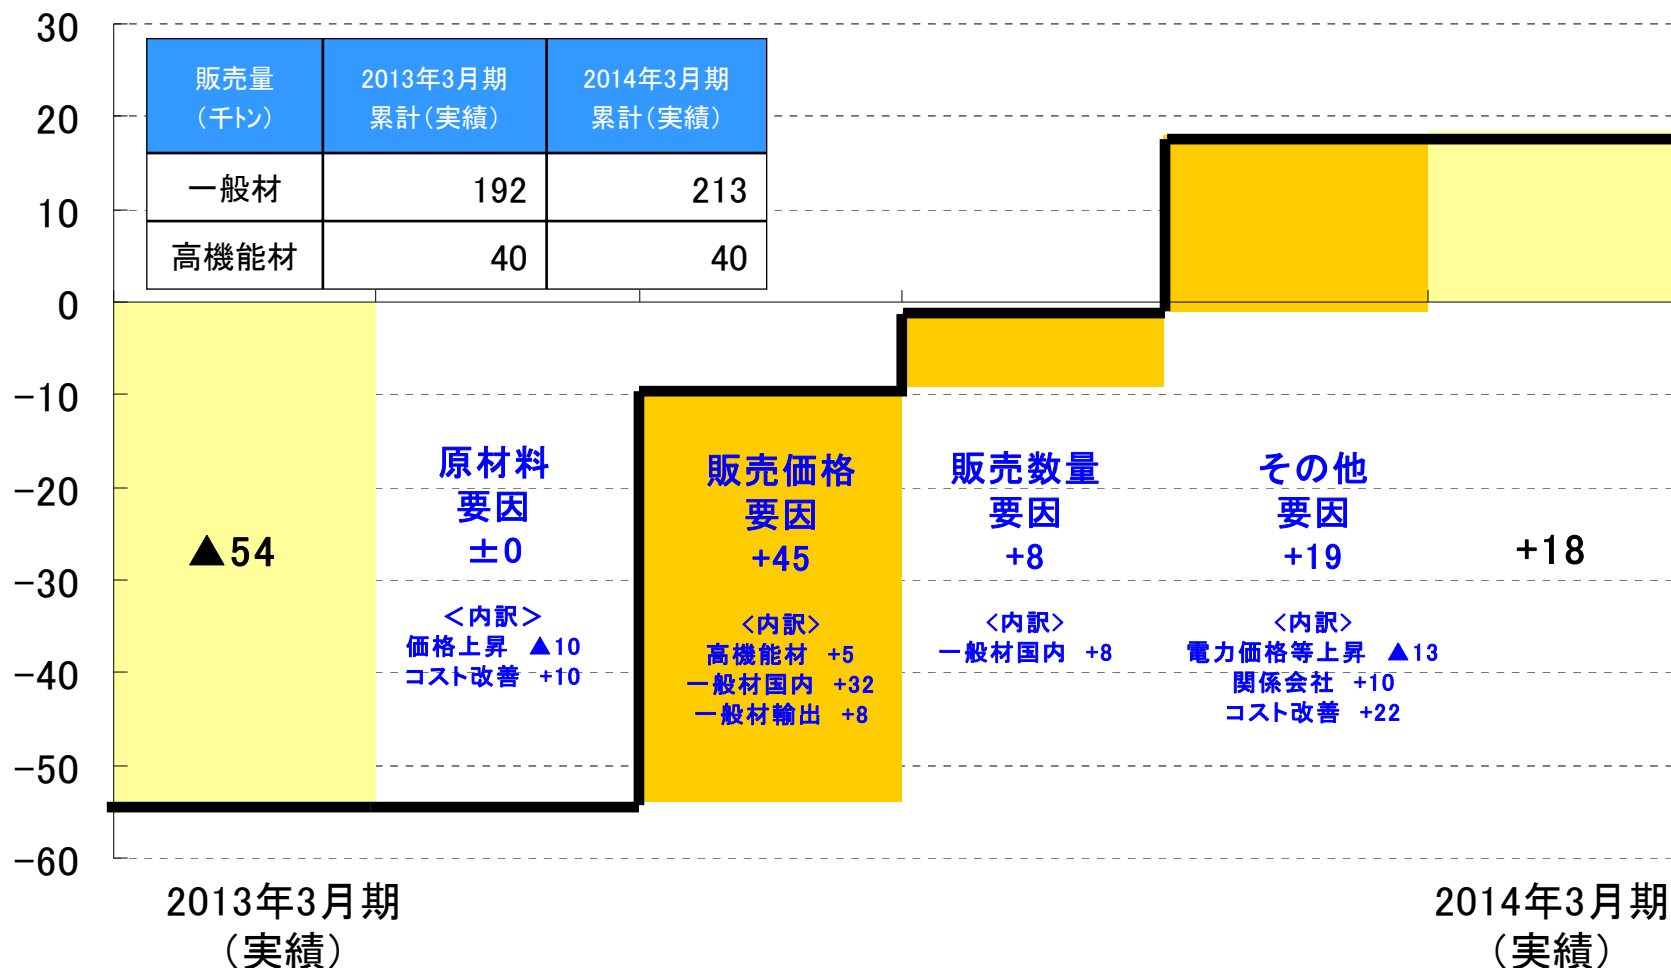 30
20
10
0
-10
-20
-30
-40
-50
-60
販売量
(千トン)
2013年3月期
累計(実績)
2014年3月期
累計(実績)
一般材 192 213
高機能材 40 40
▲54
原材料
要因
±0
<内訳>
価格上昇 ▲10
コスト改善 +10
販売価格
要因
+45
<内訳>
高機能材 +5
一般材国内 +32
一般材輸出 +8
販売数量
要因
+8
<内訳>
一般材国内 +8
その他
要因
+19
<内訳>
電力価格等上昇 ▲13
関係会社 +10
コスト改善 +22
+18
2013年3月期
(実績)
2014年3月期
(実績)